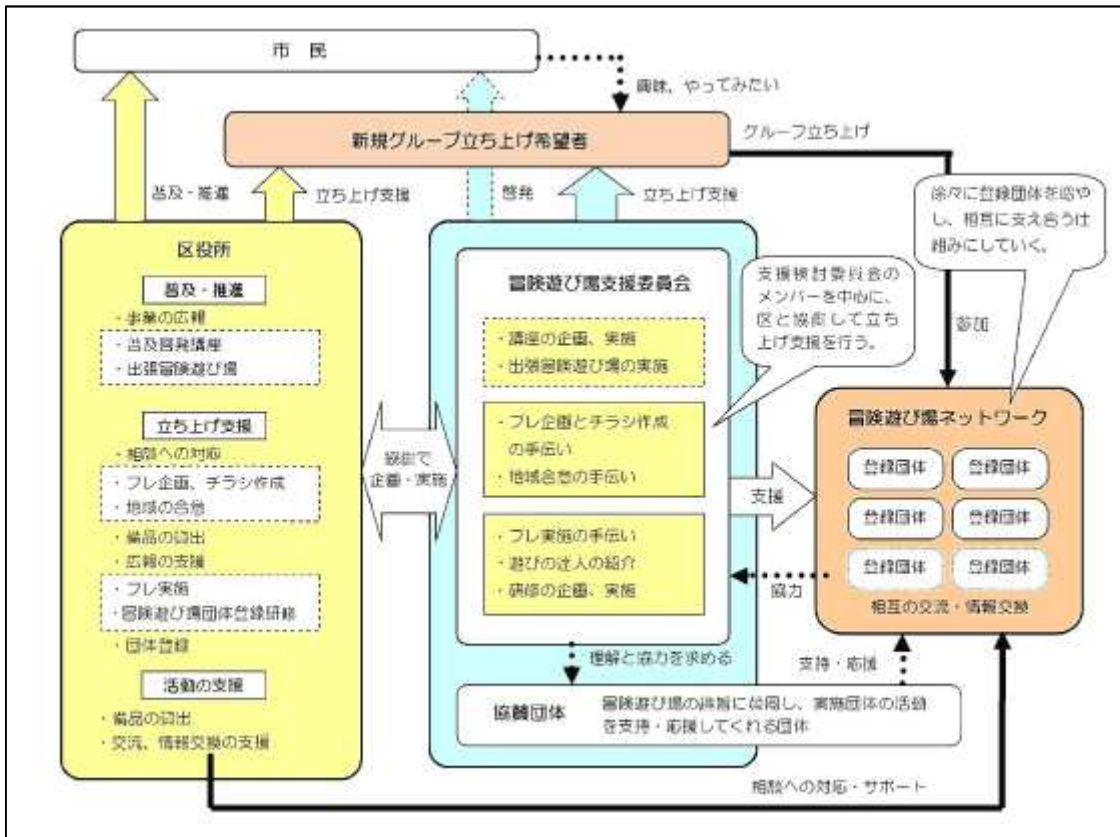 市 民
興味、やってみたい
新規グループ立ち上げ希望者
グループ立ち上げ
普及・推進
立ち上げ支援
啓発
立ち上げ支援
徐々に登録団体を増や
し、相互に支え合う仕
組みにしていく。
区役所
普及・推進
・事業の広報
・普及啓発講座
・出張冒険遊び場
立ち上げ支援
・相談への対応
・プレ企画、チラシ作成
・地域の合意
・備品の貸出
・広報の支援
・プレ実施
・冒険遊び場団体登録研修
・団体登録
活動の支援
・備品の貸出
・交流、情報交換の支援
協働で
企画・実施
冒険遊び場支援委員会
・講座の企画、実施
・出張冒険遊び場の実施
・プレ企画とチラシ作成
の手伝い
・地域合意の手伝い
・プレ実施の手伝い
・遊びの達人の紹介
・研修の企画、実施
支援検討委員会の
メンバーを中心に、
区と協働して立ち
上げ支援を行う。
参加
支援
協力
冒険遊び場ネットワーク
登録団体 登録団体
登録団体 登録団体
登録団体 登録団体
相互の交流・情報交換
理解と協力を求める
支持・応援
協賛団体
冒険遊び場の趣旨に賛同し、実施団体の活動
を支持・応援してくれる団体
相談への対応・サポート